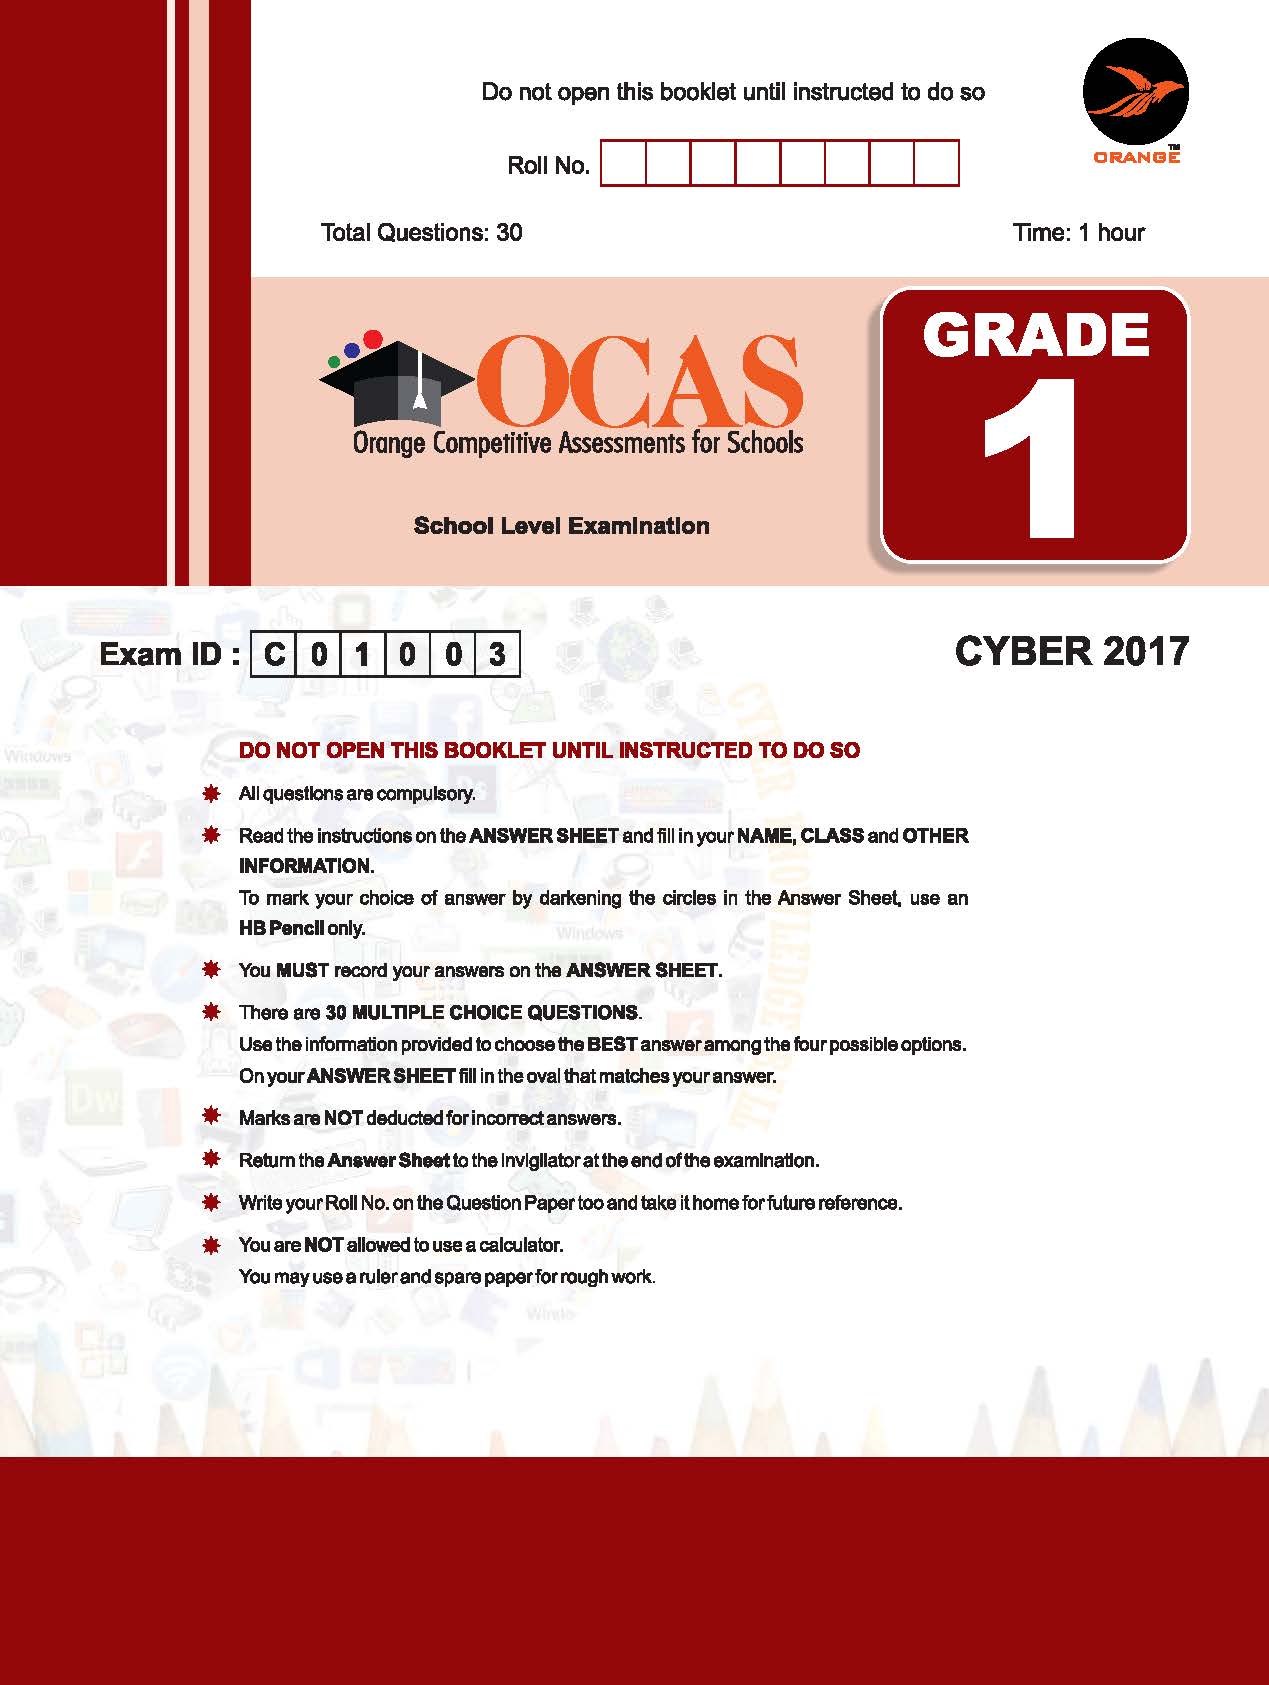 Do not open this booklet until instructed to do so
ORANGE™
Roll No.
Total Questions: 30
Time: 1 hour
OCAS
Orange Competitive Assessments for Schools
School Level Examination
GRADE
1
Exam ID : C 0 1 0 0 3
CYBER 2017
DO NOT OPEN THIS BOOKLET UNTIL INSTRUCTED TO DO SO
All questions are compulsory.
Read the instructions on the ANSWER SHEET and fill in your NAME, CLASS and OTHER
INFORMATION.
To mark your choice of answer by darkening the circles in the Answer Sheet, use an
HB Pencil only.
You MUST record your answers on the ANSWER SHEET.
There are 30 MULTIPLE CHOICE QUESTIONS.
Use the information provided to choose the BEST answer among the four possible options.
On your ANSWER SHEET fill in the oval that matches your answer.
Marks are NOT deducted for incorrect answers.
Return the Answer Sheet to the invigilator at the end of the examination.
Write your Roll No. on the Question Paper too and take it home for future reference.
You are NOT allowed to use a calculator.
You may use a ruler and spare paper for rough work.
Windows
Windows
Dw